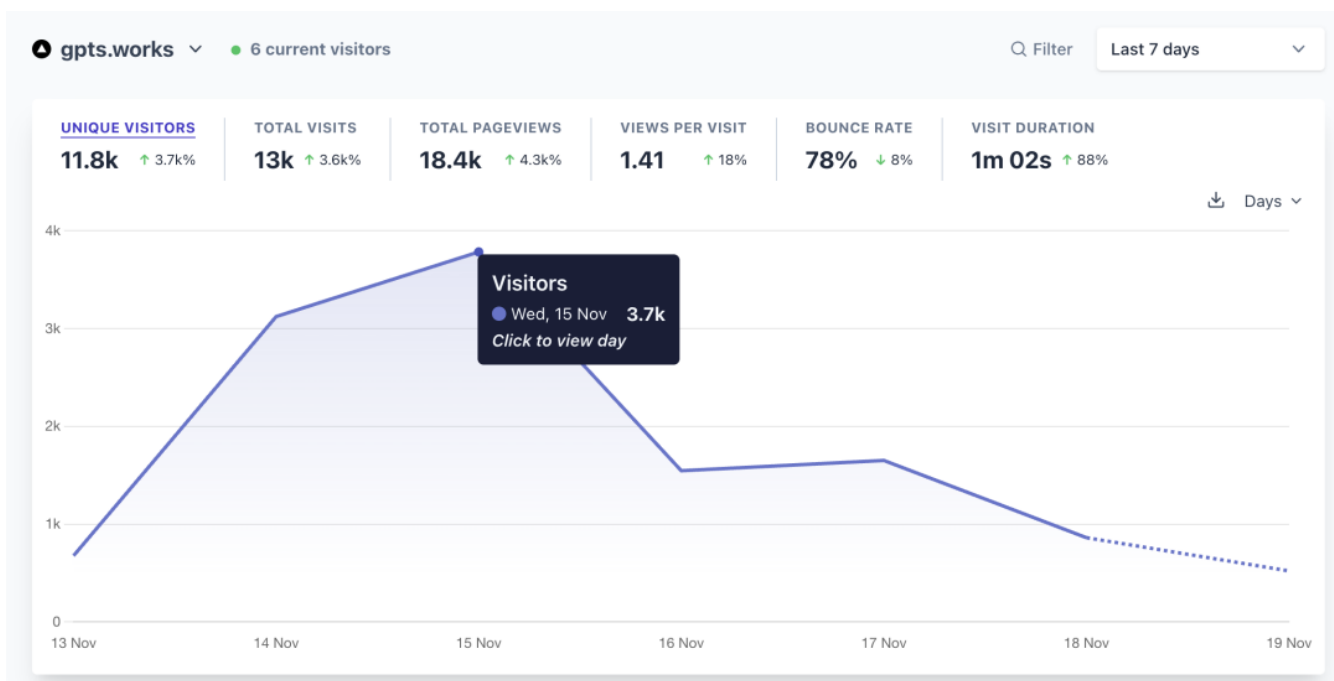 gpts.works 6 current visitors Filter Last 7 days
UNIQUE VISITORS TOTAL VISITS TOTAL PAGEVIEWS VIEWS PER VISIT BOUNCE RATE VISIT DURATION
11.8k ↑ 3.7k% 13k ↑ 3.6k% 18.4k ↑ 4.3k% 1.41 ↑ 18% 78% ↓ 8% 1m 02s ↑ 88%
Days
4k
Visitors
Wed, 15 Nov 3.7k
3k
Click to view day
2k
1k
0
13 Nov 14 Nov 15 Nov 16 Nov 17 Nov 18 Nov 19 Nov